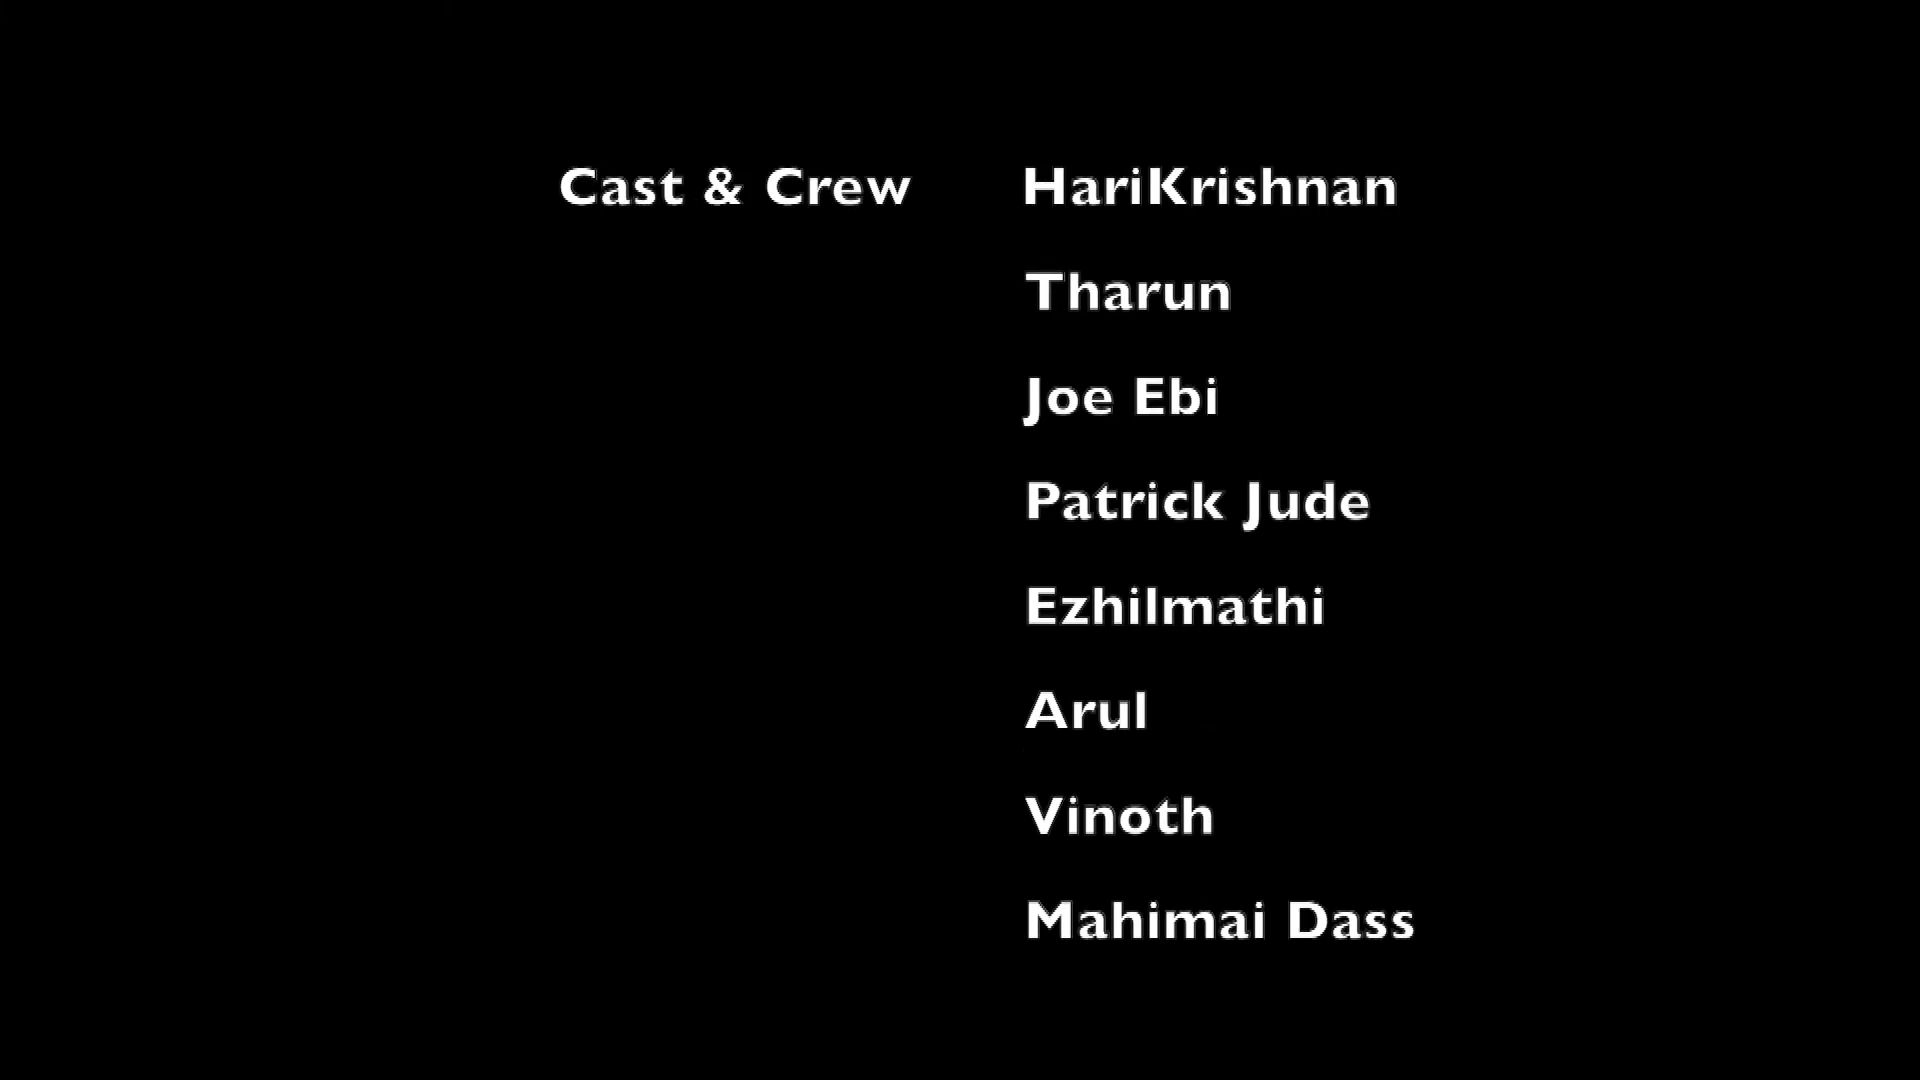 Cast & Crew HariKrishnan
Tharun
Joe Ebi
Patrick Jude
Ezhilmathi
Arul
Vinoth
Mahimai Dass